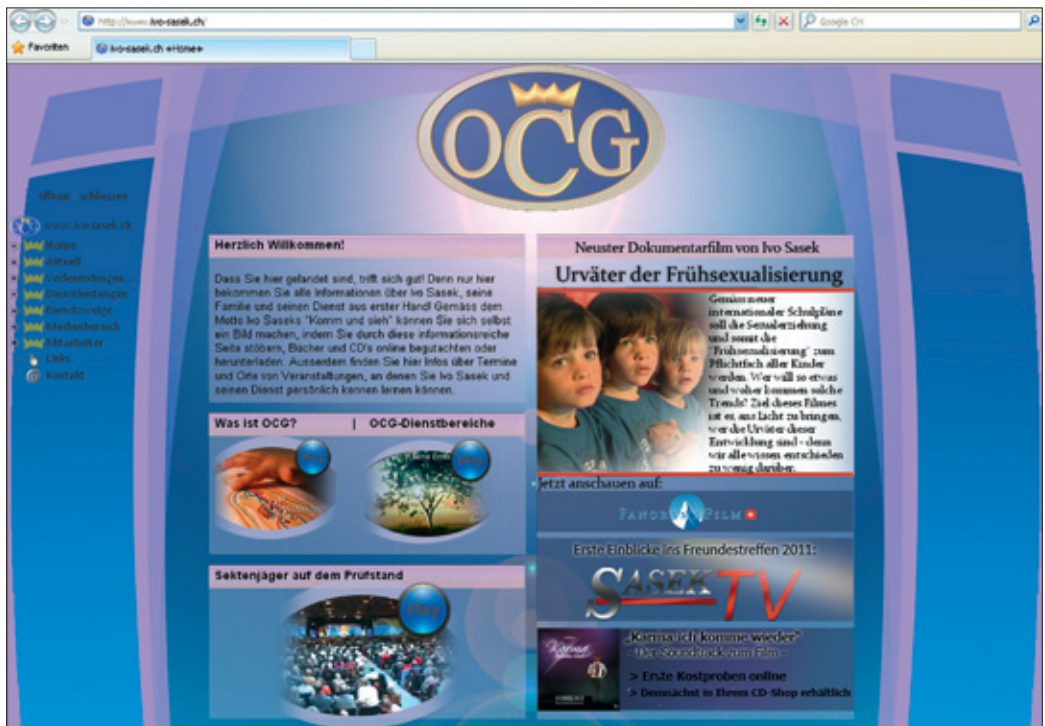 http://www.ivo-sasek.ch/
Google CH
Favoriten
ivo-sasek.ch +Home+
OCG
öffnen schliessen
www.ivo-sasek.ch
Home
Aktuell
Verleumdungen...
Dienstleistungen
Dienstzweige
Medienbereich
Mitarbeiter
Links
Kontakt
Herzlich Willkommen!
Dass Sie hier gelandet sind, trifft sich gut! Denn nur hier
bekommen Sie alle Informationen über Ivo Sasek, seine
Familie und seinen Dienst aus erster Hand! Gemäss dem
Motto Ivo Saseks "Komm und sieh" können Sie sich selbst
ein Bild machen, indem Sie durch diese informationsreiche
Seite stöbern, Bücher und CD's online begutachten oder
herunterladen. Ausserdem finden Sie hier Infos über Termine
und Orte von Veranstaltungen, an denen Sie Ivo Sasek und
seinen Dienst persönlich kennen lernen können.
Was ist OCG? | OCG-Dienstbereiche
Play
Play
Sektenjäger auf dem Prüfstand
Play
Neuster Dokumentarfilm von Ivo Sasek
Urväter der Frühsexualisierung
Gemäss neuer
internationaler Schulpläne
soll die Sexualerziehung
und somit die
"Frühsexualisierung" zum
Pflichtfach aller Kinder
werden. Wer will so etwas
und woher kommen solche
Trends? Ziel dieses Filmes
ist es, ans Licht zu bringen,
wer die Urväter dieser
Entwicklung sind - denn
wir alle wissen entschieden
zu wenig darüber.
Jetzt anschauen auf:
PANORAMA FILM
Erste Einblicke ins Freundestreffen 2011:
SASEK TV
Karma
„Karma ich komme wieder"
- Der Soundtrack zum Film -
> Erste Kostproben online
> Demnächst in Ihrem CD-Shop erhältlich